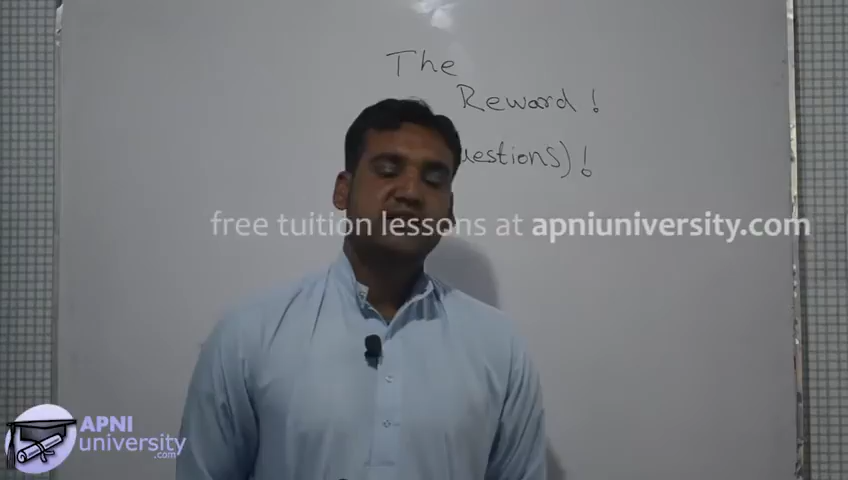 The
Reward !
uestions) !
free tuition lessons at apniuniversity.com
APNI
university
.com